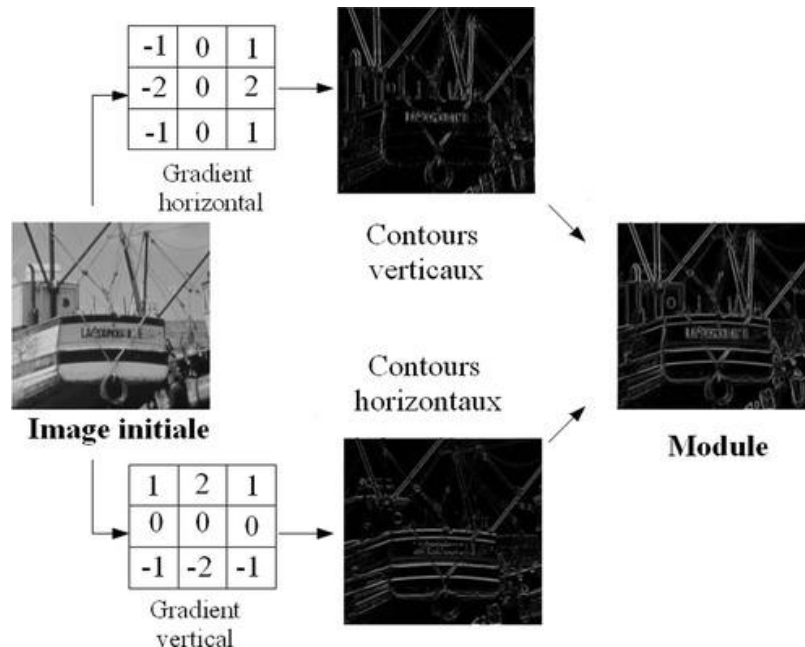 -1 0 1
-2 0 2
-1 0 1
Gradient
horizontal
Contours
verticaux
Image initiale
Contours
horizontaux
Module
1 2 1
0 0 0
-1 -2 -1
Gradient
vertical